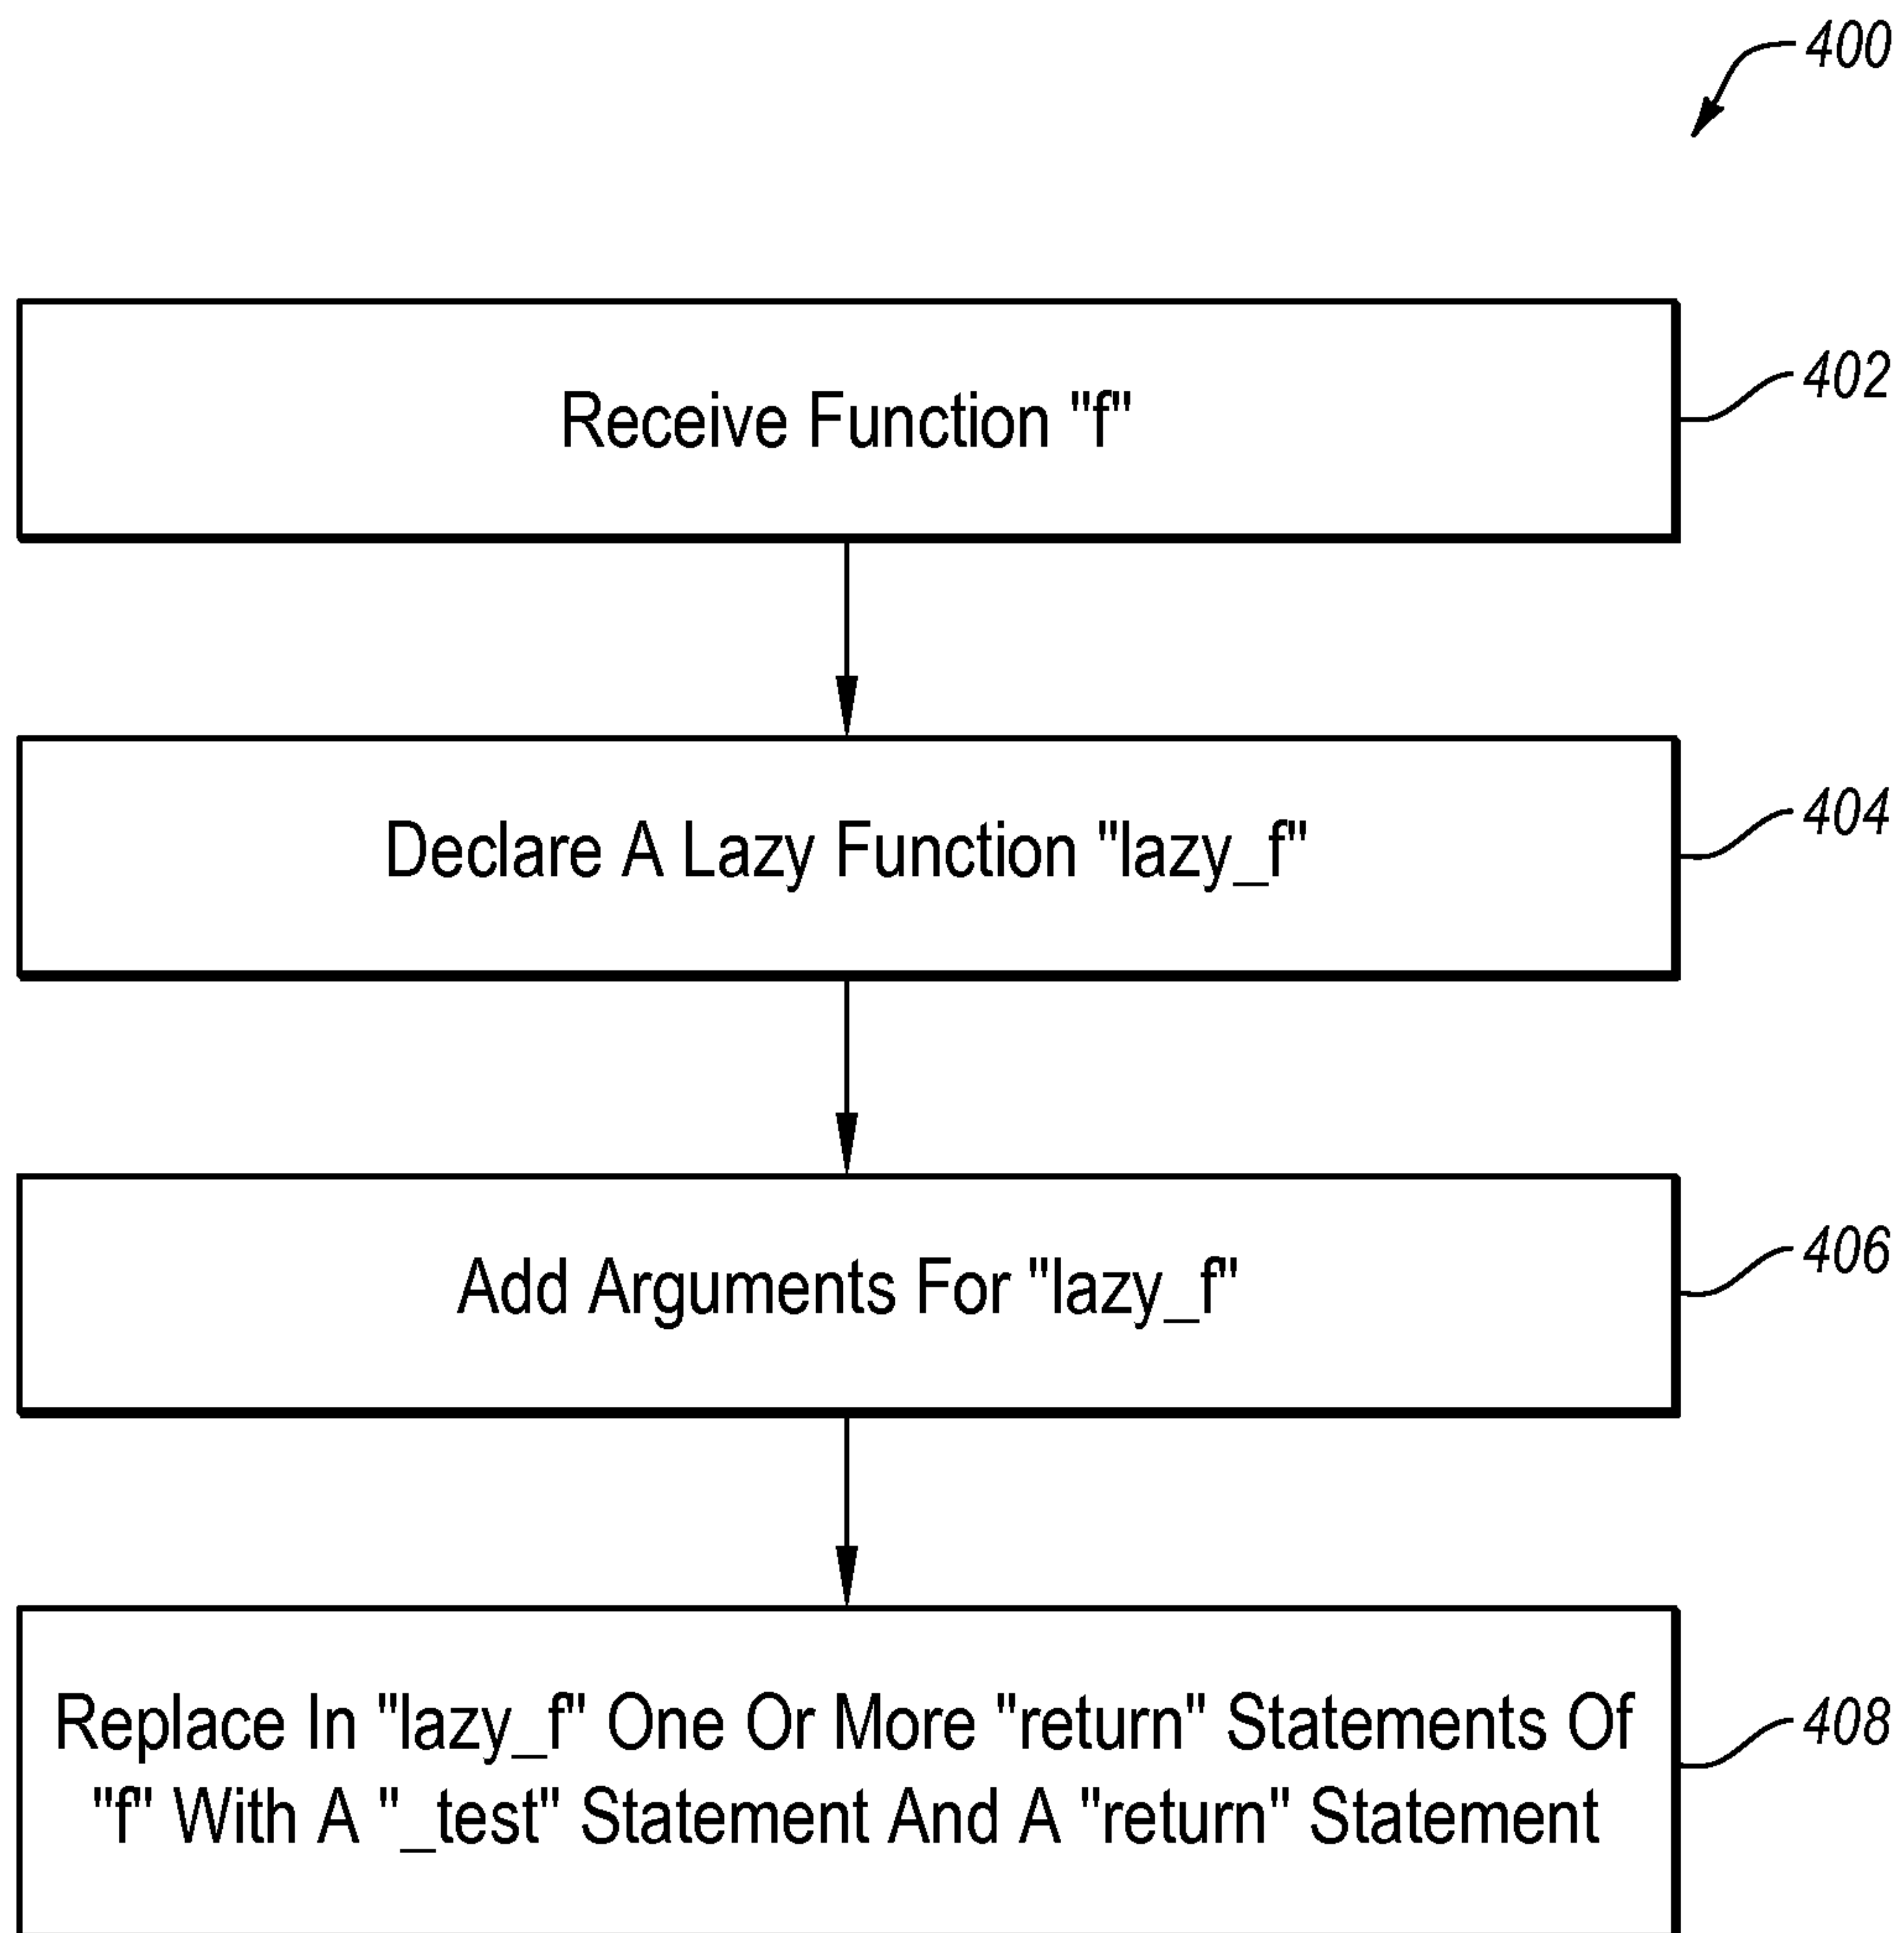 400
Receive Function "f"
402
Declare A Lazy Function "lazy_f"
404
Add Arguments For "lazy_f"
406
Replace In "lazy_f" One Or More "return" Statements Of
"f" With A "_test" Statement And A "return" Statement
408